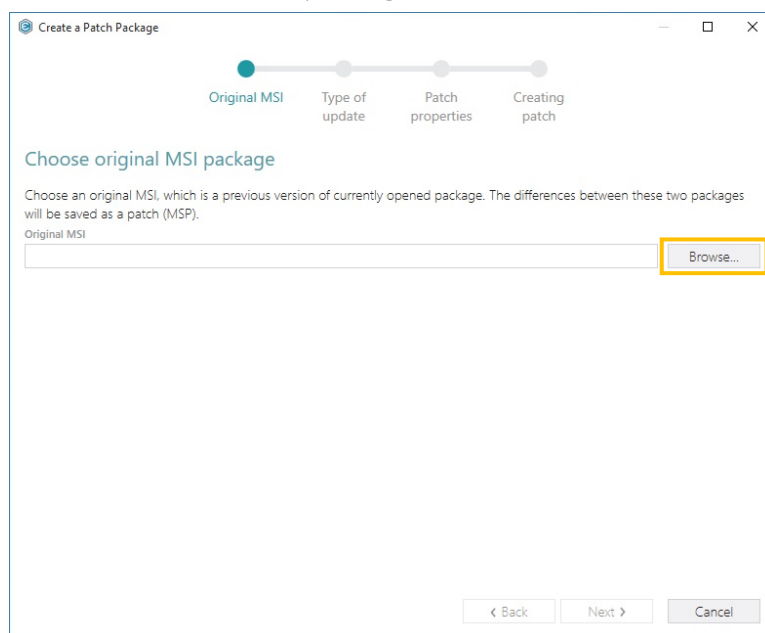 Create a Patch Package
Original MSI
Type of
update
Patch
properties
Creating
patch
Choose original MSI package
Choose an original MSI, which is a previous version of currently opened package. The differences between these two packages
will be saved as a patch (MSP).
Original MSI
Browse...
Back
Next
Cancel